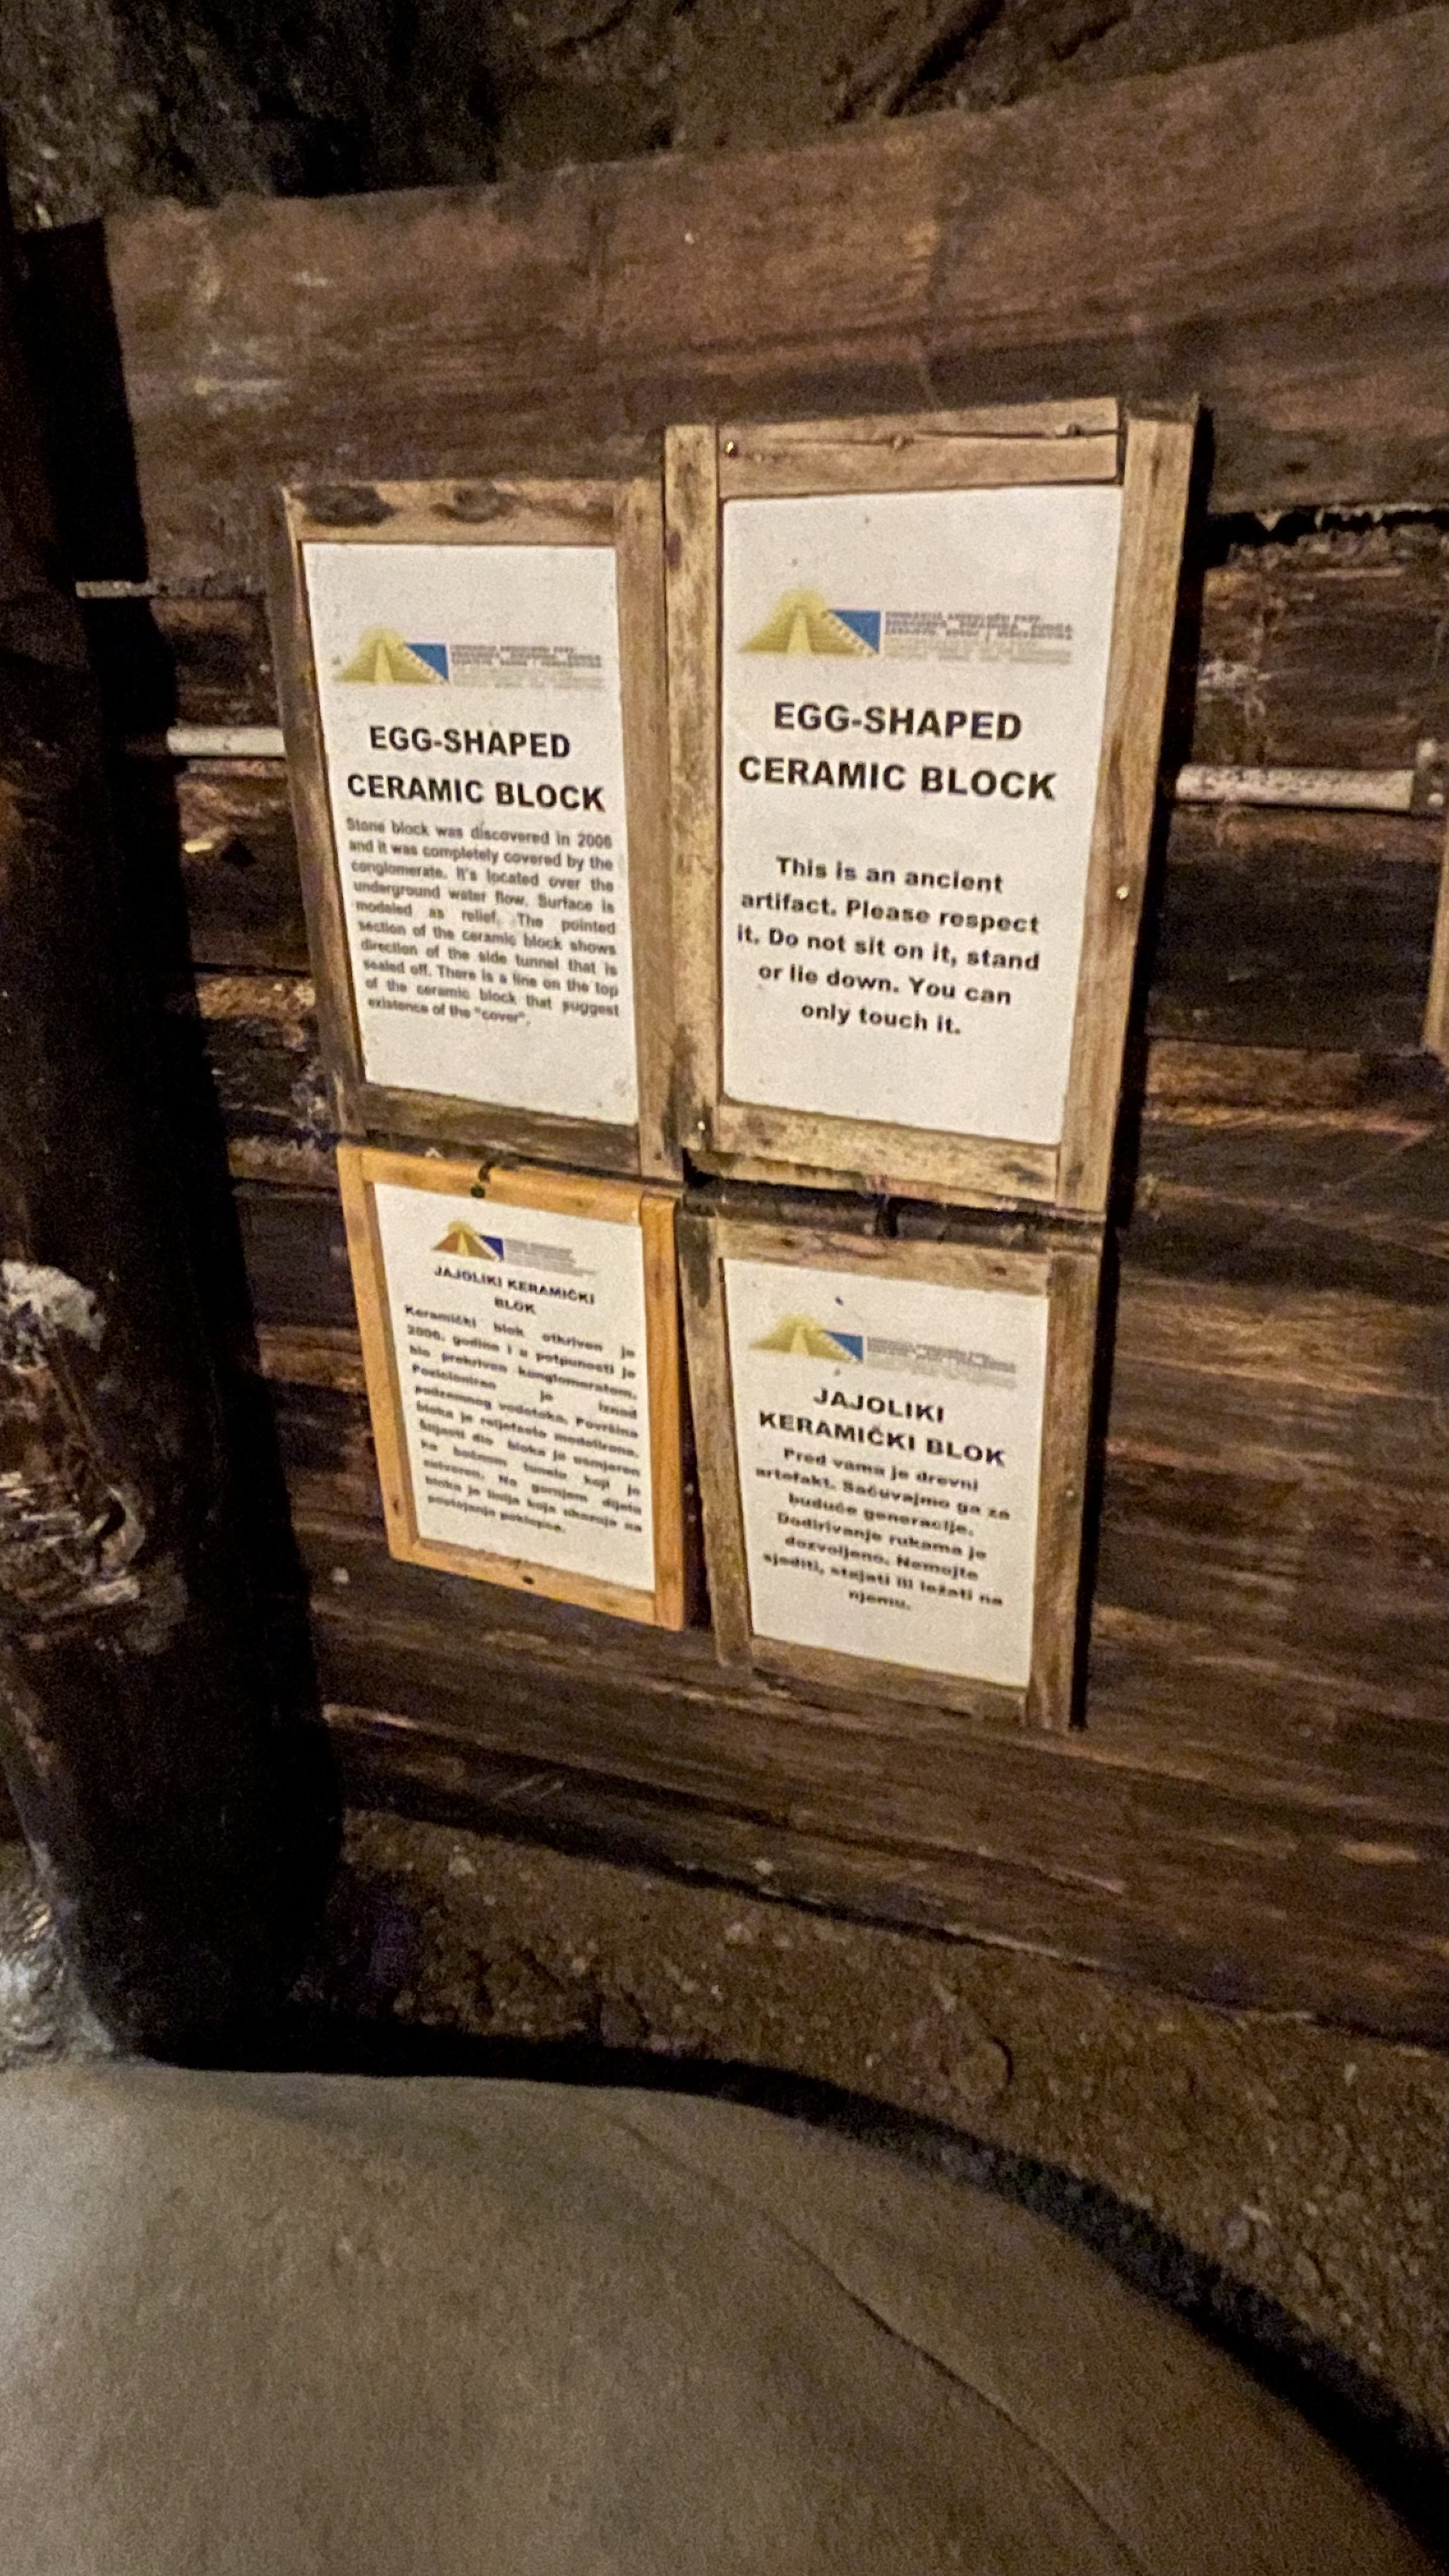 EGG-SHAPED
CERAMIC BLOCK
Stone block was discovered in 2006
and it was completely covered by the
conglomerate. It's located over the
underground water flow. Surface is
modeled as relief. The pointed
section of the ceramic block shows
direction of the side tunnel that is
sealed off. There is a line on the top
of the ceramic block that suggest
existence of the "cover".
EGG-SHAPED
CERAMIC BLOCK
This is an ancient
artifact. Please respect
it. Do not sit on it, stand
or lie down. You can
only touch it.
JAJOLIKI KERAMIČKI
BLOK
Keramički blok otkriven je
2006. godine i u potpunosti je
bio prekriven konglomeratom.
Pozicioniran je iznad
podzemnog vodotoka. Površina
bloka je reljefasto modelirana.
Šiljasti dio bloka je usmjeren
ka bočnom tunelu koji je
zatvoren. Na gornjem dijelu
bloka je linija koja ukazuje na
postojanje poklopca.
JAJOLIKI
KERAMIČKI BLOK
Pred vama je drevni
artefakt. Sačuvajmo ga za
buduće generacije.
Dodirivanje rukama je
dozvoljeno. Nemojte
sjediti, stajati ili ležati na
njemu.